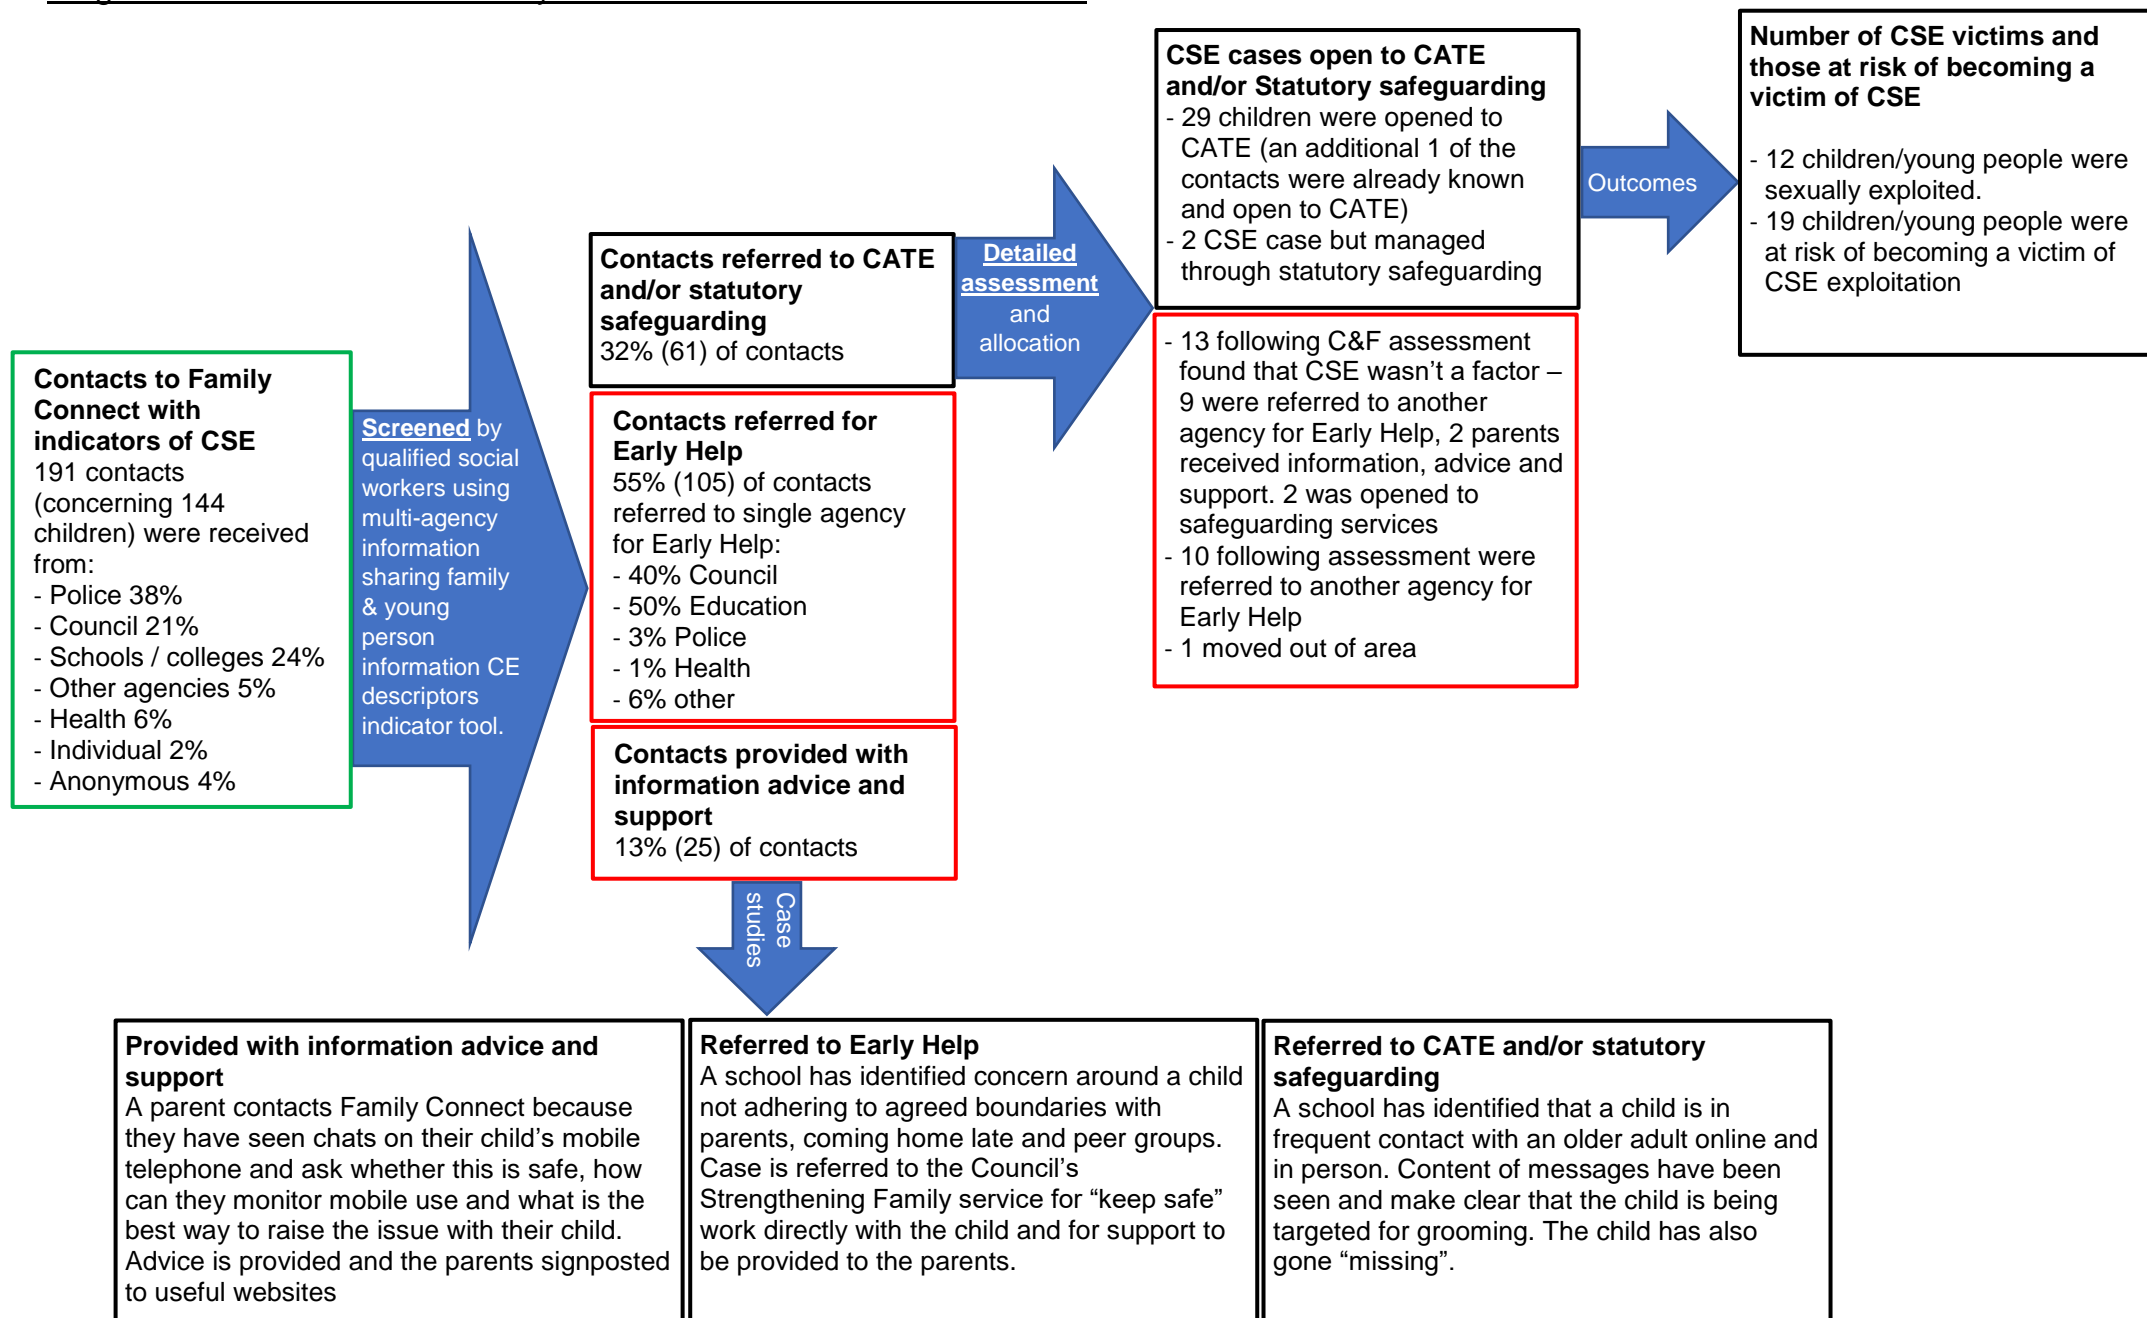 Contacts to Family
Connect with
indicators of CSE
191 contacts
(concerning 144
children) were received
from:
- Police 38%
- Council 21%
- Schools / colleges 24%
- Other agencies 5%
- Health 6%
- Individual 2%
- Anonymous 4%
Screened by
qualified social
workers using
multi-agency
information
sharing family
& young
person
information CE
descriptors
indicator tool.
Contacts referred to CATE
and/or statutory
safeguarding
32% (61) of contacts
Contacts referred for
Early Help
55% (105) of contacts
referred to single agency
for Early Help:
- 40% Council
- 50% Education
- 3% Police
- 1% Health
- 6% other
Contacts provided with
information advice and
support
13% (25) of contacts
Detailed
assessment
and
allocation
CSE cases open to CATE
and/or Statutory safeguarding
- 29 children were opened to
CATE (an additional 1 of the
contacts were already known
and open to CATE)
- 2 CSE case but managed
through statutory safeguarding
- 13 following C&F assessment
found that CSE wasn’t a factor –
9 were referred to another
agency for Early Help, 2 parents
received information, advice and
support. 2 was opened to
safeguarding services
- 10 following assessment were
referred to another agency for
Early Help
- 1 moved out of area
Outcomes
Number of CSE victims and
those at risk of becoming a
victim of CSE
- 12 children/young people were
sexually exploited.
- 19 children/young people were
at risk of becoming a victim of
CSE exploitation
Case
studies
Provided with information advice and
support
A parent contacts Family Connect because
they have seen chats on their child’s mobile
telephone and ask whether this is safe, how
can they monitor mobile use and what is the
best way to raise the issue with their child.
Advice is provided and the parents signposted
to useful websites
Referred to Early Help
A school has identified concern around a child
not adhering to agreed boundaries with
parents, coming home late and peer groups.
Case is referred to the Council’s
Strengthening Family service for “keep safe”
work directly with the child and for support to
be provided to the parents.
Referred to CATE and/or statutory
safeguarding
A school has identified that a child is in
frequent contact with an older adult online and
in person. Content of messages have been
seen and make clear that the child is being
targeted for grooming. The child has also
gone “missing”.